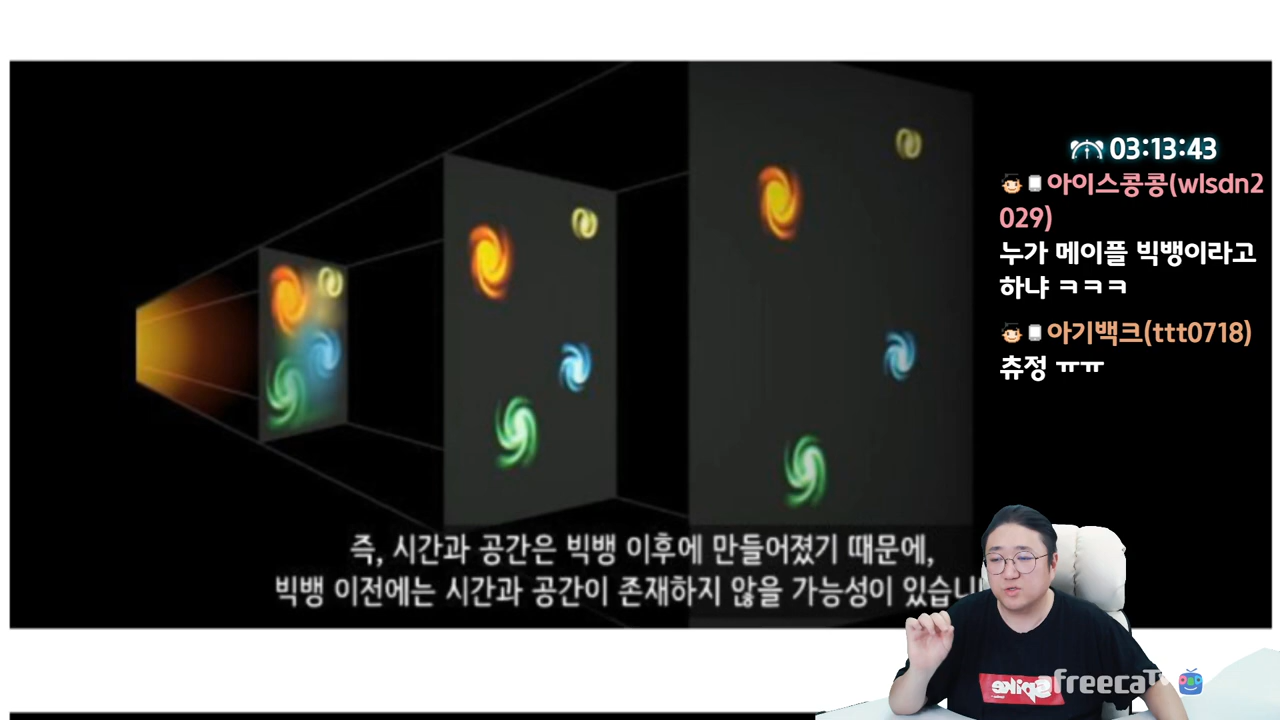 03:13:43
아이스콩콩(wlsdn2
029)
누가 메이플 빅뱅이라고
하냐 ㅋㅋㅋ
아기백크(ttt0718)
츄정 ㅠㅠ
즉, 시간과 공간은 빅뱅 이후에 만들어졌기 때문에,
빅뱅 이전에는 시간과 공간이 존재하지 않을 가능성이
afreecaTV